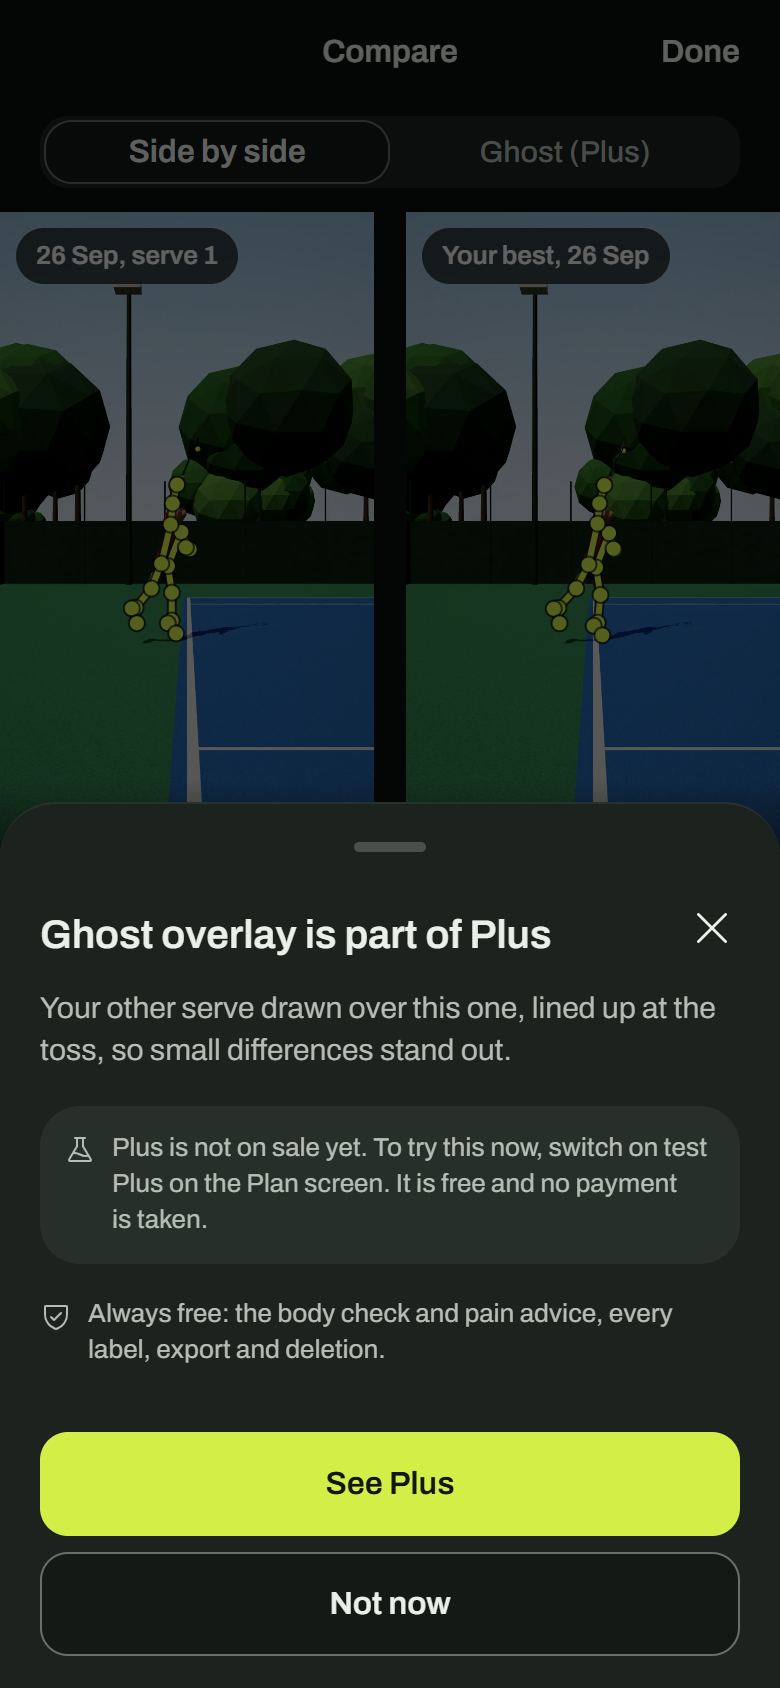 Compare
Done
Side by side
Ghost (Plus)
26 Sep, serve 1
Your best, 26 Sep
Ghost overlay is part of Plus
Your other serve drawn over this one, lined up at the
toss, so small differences stand out.
Plus is not on sale yet. To try this now, switch on test
Plus on the Plan screen. It is free and no payment
is taken.
Always free: the body check and pain advice, every
label, export and deletion.
See Plus
Not now